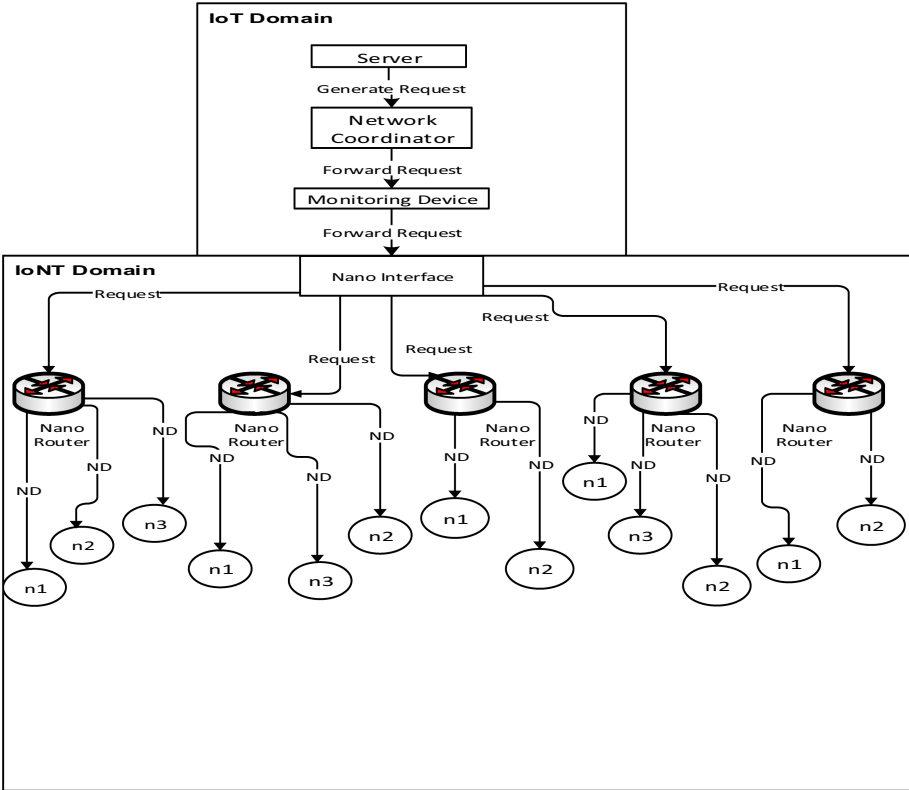 IoT Domain
Server
Generate Request
Network
Coordinator
Forward Request
Monitoring Device
Forward Request
IoNT Domain
Nano Interface
Request
Request
Request
Request
Request
Nano
Router
Nano
Router
Nano
Router
Nano
Router
Nano
Router
ND
ND
ND
ND
ND
ND
ND
ND
ND
ND
ND
ND
ND
n1
n2
n3
n1
n3
n2
n1
n2
n1
n3
n2
n1
n2